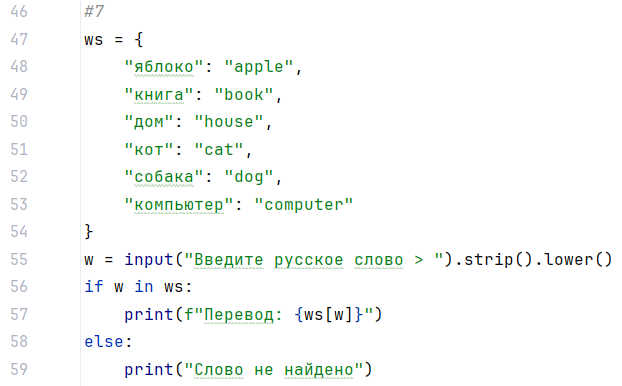 46 #7
47 ws = {
48 "яблоко": "apple",
49 "книга": "book",
50 "дом": "house",
51 "кот": "cat",
52 "собака": "dog",
53 "компьютер": "computer"
54 }
55 w = input("Введите русское слово > ").strip().lower()
56 if w in ws:
57 print(f"Перевод: {ws[w]}")
58 else:
59 print("Слово не найдено")